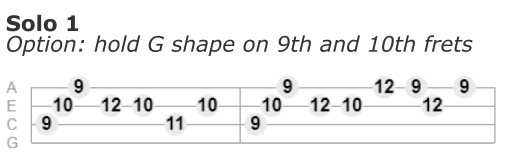 Solo 1
Option: hold G shape on 9th and 10th frets
A 9 9 12 9 9
E 10 12 10 10 10 12 10 12
C 9 11 9
G